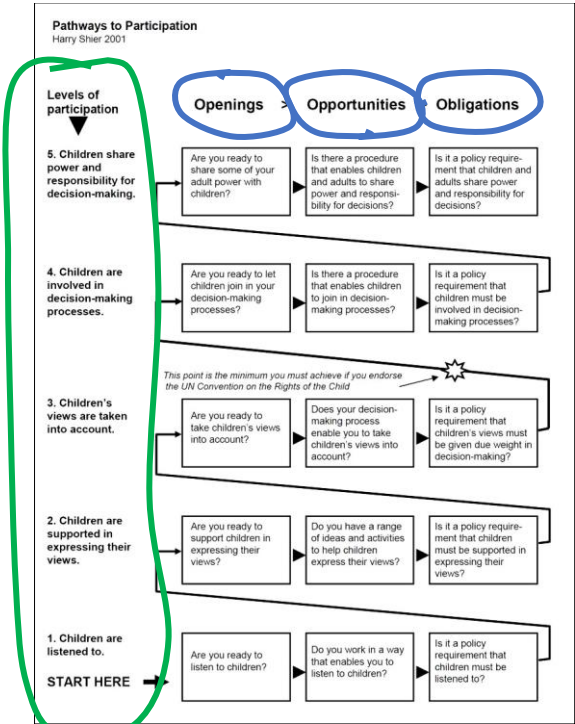 Pathways to Participation
Harry Shier 2001
Levels of
participation
Openings >
Opportunities
Obligations
5. Children share
power and
responsibility for
decision-making.
Are you ready to
share some of your
adult power with
children?
Is there a procedure
that enables children
and adults to share
power and responsi-
bility for decisions?
Is it a policy require-
ment that children and
adults share power
and responsibility for
decisions?
4. Children are
involved in
decision-making
processes.
Are you ready to let
children join in your
decision-making
processes?
Is there a procedure
that enables children
to join in decision-
making processes?
Is it a policy
requirement that
children must be
involved in decision-
making processes?
This point is the minimum you must achieve if you endorse
the UN Convention on the Rights of the Child
3. Children's
views are taken
into account.
Are you ready to
take children's views
into account?
Does your decision-
making process
enable you to take
children's views into
account?
Is it a policy
requirement that
children's views must
be given due weight in
decision-making?
2. Children are
supported in
expressing their
views.
Are you ready to
support children in
expressing their
views?
Do you have a range
of ideas and activities
to help children
express their views?
Is it a policy require-
ment that children
must be supported in
expressing their
views?
1. Children are
listened to.
START HERE
Are you ready to
listen to children?
Do you work in a way
that enables you to
listen to children?
Is it a policy
requirement that
children must be
listened to?